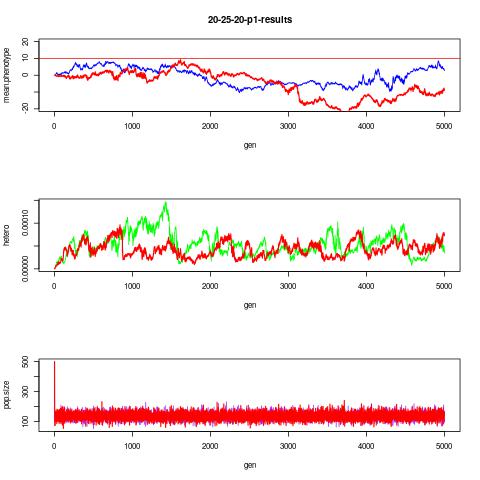 20-25-20-p1-results
mean.phenotype
20
10
0
-20
0 1000 2000 3000 4000 5000
gen
hetero
0.00010
0.00000
0 1000 2000 3000 4000 5000
gen
pop.size
500
300
100
0 1000 2000 3000 4000 5000
gen